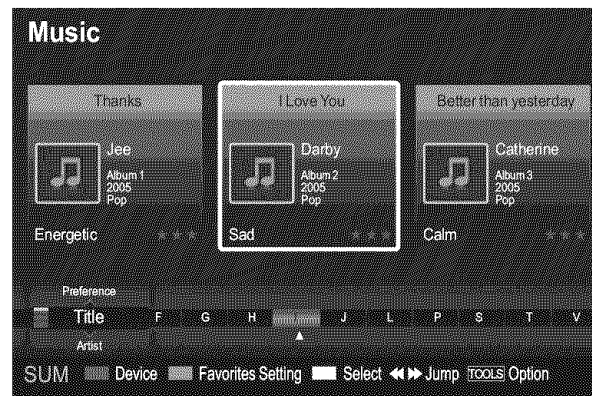 Music
Thanks
Jee
Album 1
2005
Pop
Energetic
I Love You
Darby
Album 2
2005
Pop
Sad
Better than yesterday
Catherine
Album 3
2005
Pop
Calm
Preference
Title F G H J L P S T V
Artist
SUM Device Favorites Setting Select Jump TOOLS Option